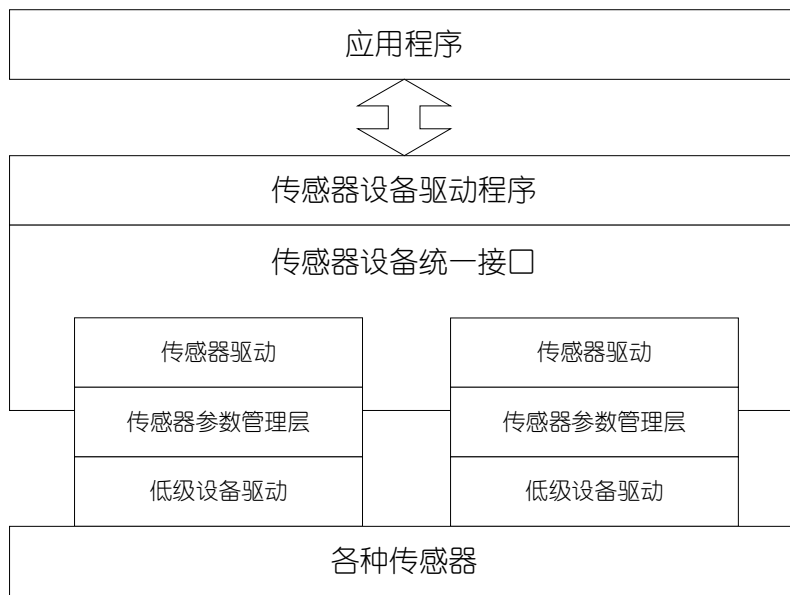 应用程序
传感器设备驱动程序
传感器设备统一接口
传感器驱动
传感器参数管理层
低级设备驱动
传感器驱动
传感器参数管理层
低级设备驱动
各种传感器